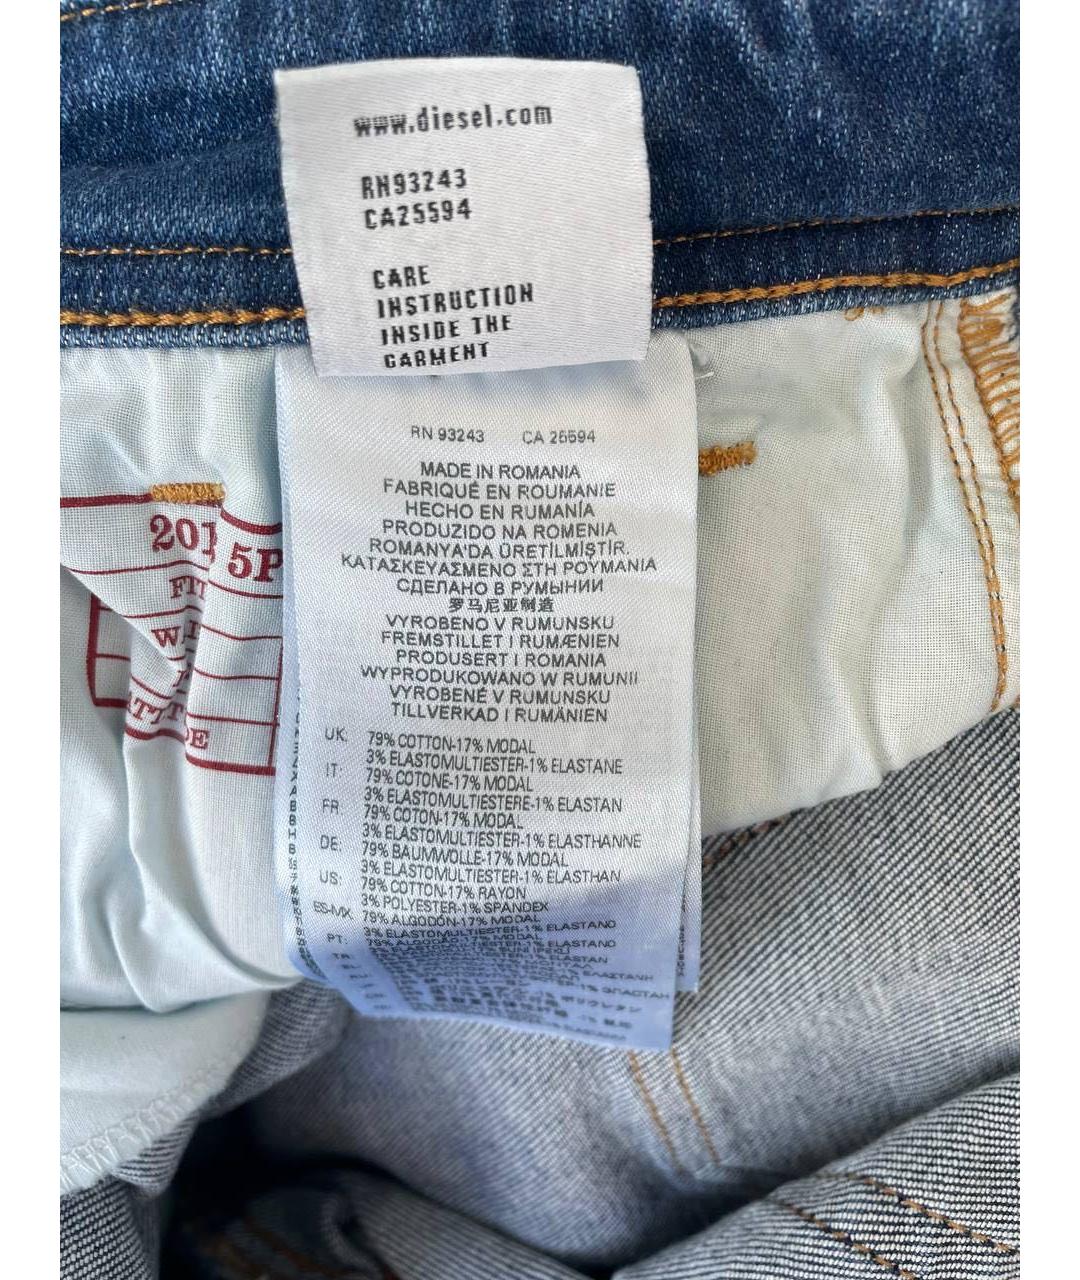 www.diesel.com
RN93243
CA25594
CARE
INSTRUCTION
INSIDE THE
GARMENT
RN 93243 CA 25594
MADE IN ROMANIA
FABRIQUÉ EN ROUMANIE
HECHO EN RUMANÍA
PRODUZIDO NA ROMENIA
ROMANYA'DA ÜRETİLMİŞTİR.
ΚΑΤΑΣΚΕΥΑΣΜΕΝΟ ΣΤΗ ΡΟΥΜΑΝΙΑ
СДЕЛАНО В РУМЫНИИ
罗马尼亚制造
VYROBENO V RUMUNSKU
FREMSTILLET I RUMÆNIEN
PRODUSERT I ROMANIA
WYPRODUKOWANO W RUMUNII
VYROBENÉ V RUMUNSKU
TILLVERKAD I RUMÄNIEN
UK: 79% COTTON-17% MODAL
3% ELASTOMULTIESTER-1% ELASTANE
IT: 79% COTONE-17% MODAL
3% ELASTOMULTIESTERE-1% ELASTAN
FR: 79% COTON-17% MODAL
3% ELASTOMULTIESTER-1% ELASTHANNE
DE: 79% BAUMWOLLE-17% MODAL
3% ELASTOMULTIESTER-1% ELASTHAN
US: 79% COTTON-17% RAYON
3% POLYESTER-1% SPANDEX
ES-MX: 79% ALGODÓN-17% MODAL
3% ELASTOMULTIESTER-1% ELASTANO
PT: 79% ALGODÃO-17% MODAL
3% ELASTOMULTIESTER-1% ELASTANO
TR:
5P